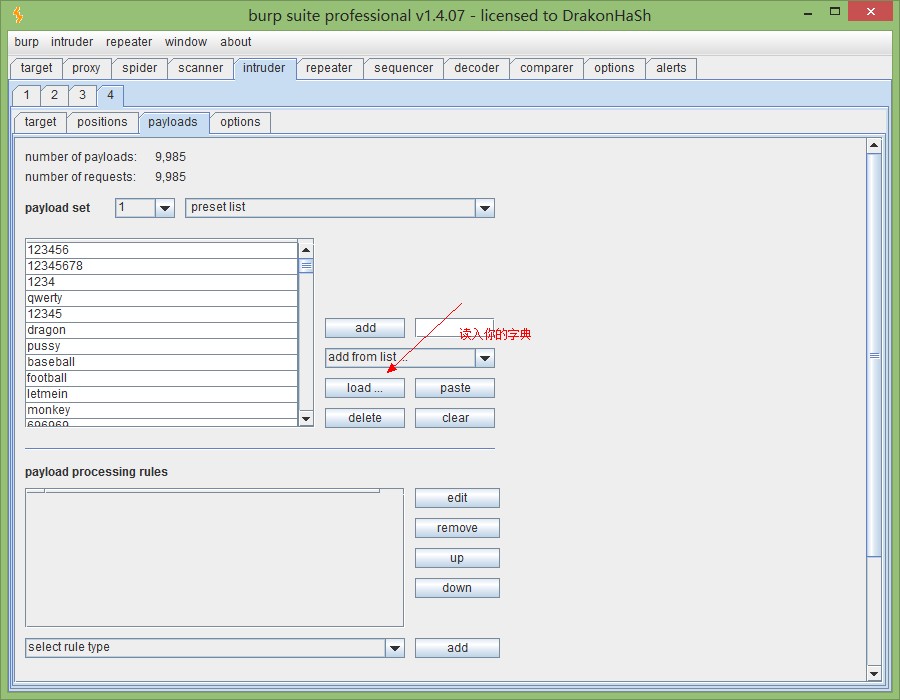 burp suite professional v1.4.07 - licensed to DrakonHaSh
burp intruder repeater window about
target proxy spider scanner intruder repeater sequencer decoder comparer options alerts
1 2 3 4
target positions payloads options
number of payloads: 9,985
number of requests: 9,985
payload set 1 preset list
123456
12345678
1234
qwerty
12345
dragon
pussy
baseball
football
letmein
monkey
696969
add
读入你的字典
add from list ...
load ... paste
delete clear
payload processing rules
edit
remove
up
down
select rule type add